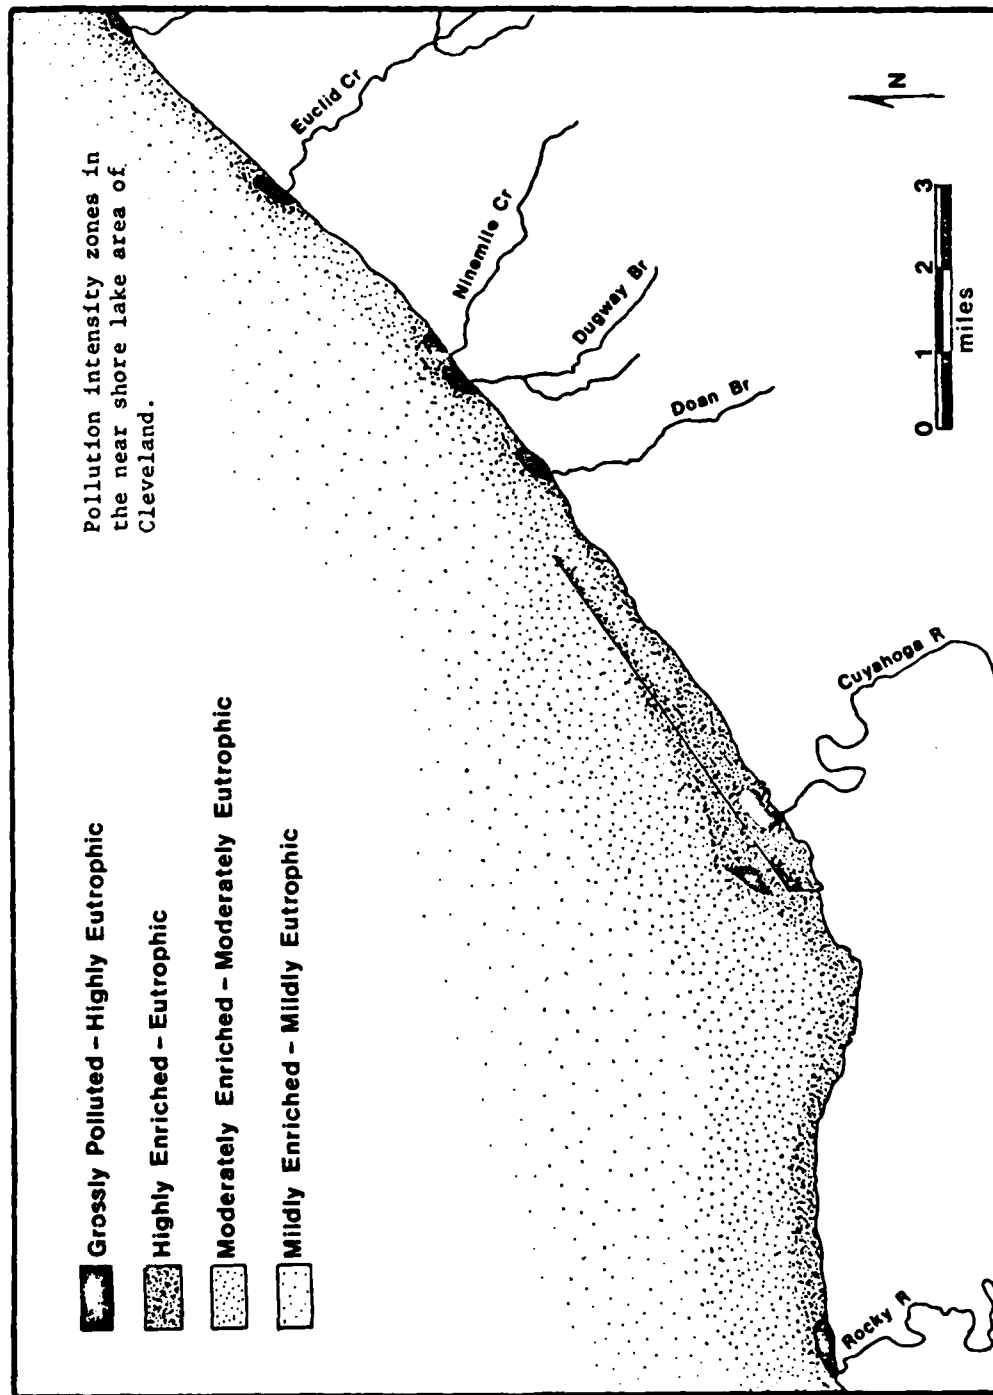 Pollution intensity zones in
the near shore lake area of
Cleveland.
Grossly Polluted - Highly Eutrophic
Highly Enriched - Eutrophic
Moderately Enriched - Moderately Eutrophic
Mildly Enriched - Mildly Eutrophic
Euclid Cr
Ninemile Cr
Dugway Br
Doan Br
Cuyahoga R
Rocky R
N
0 1 2 3
miles